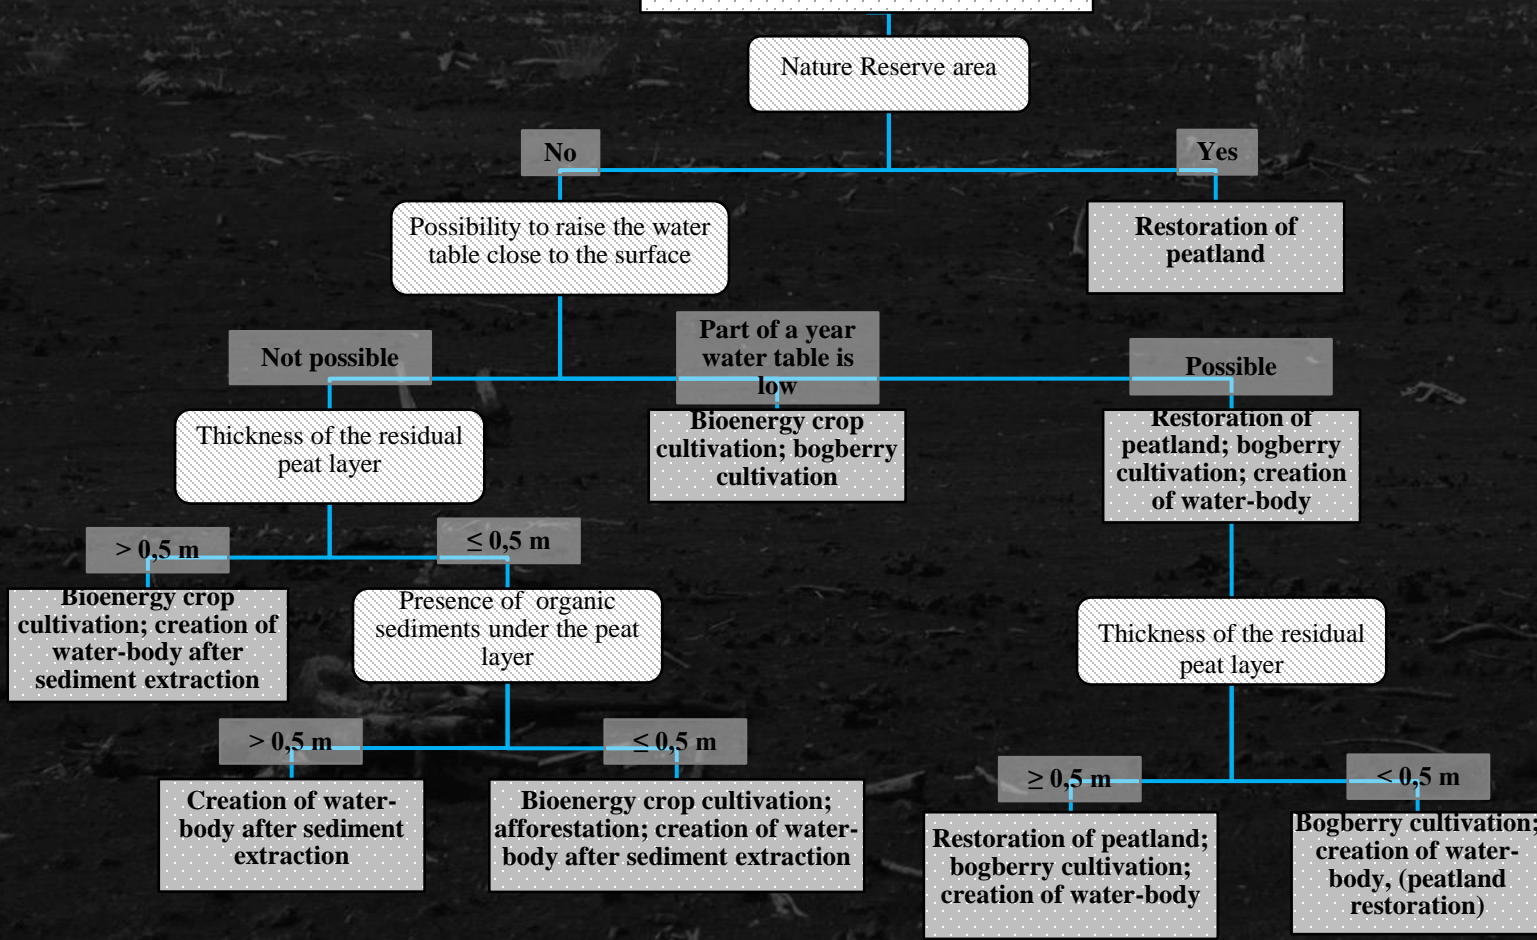 Nature Reserve area
No
Yes
Possibility to raise the water
table close to the surface
Restoration of
peatland
Not possible
Part of a year
water table is
low
Possible
Thickness of the residual
peat layer
Bioenergy crop
cultivation; bogberry
cultivation
Restoration of
peatland; bogberry
cultivation; creation
of water-body
> 0,5 m
≤ 0,5 m
Bioenergy crop
cultivation; creation of
water-body after
sediment extraction
Presence of organic
sediments under the peat
layer
Thickness of the residual
peat layer
> 0,5 m
≤ 0,5 m
≥ 0,5 m
< 0,5 m
Creation of water-
body after sediment
extraction
Bioenergy crop cultivation;
afforestation; creation of water-
body after sediment extraction
Restoration of peatland;
bogberry cultivation;
creation of water-body
Bogberry cultivation;
creation of water-
body, (peatland
restoration)